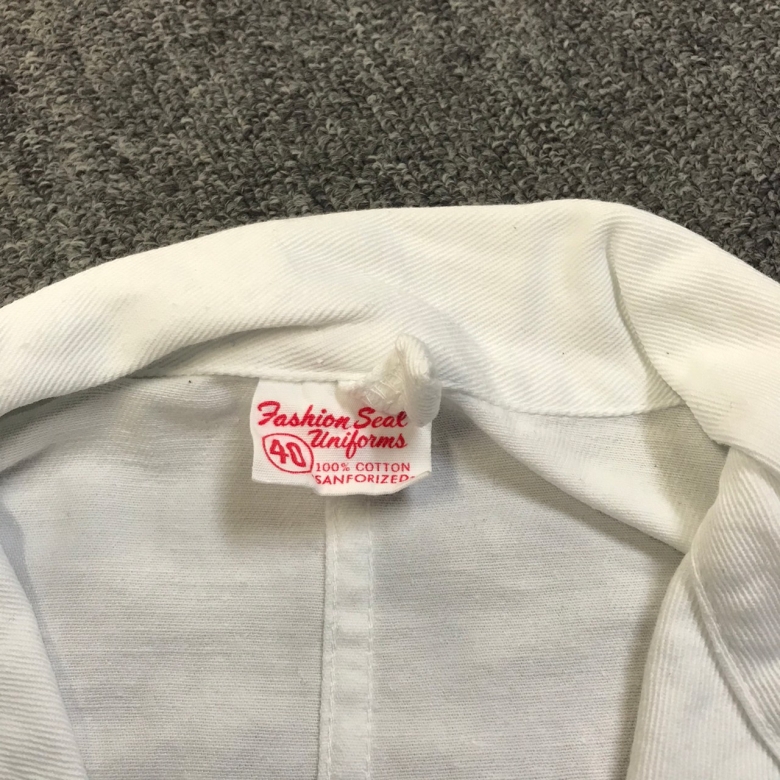 Fashion Seal
Uniforms
40
100% COTTON
SANFORIZED